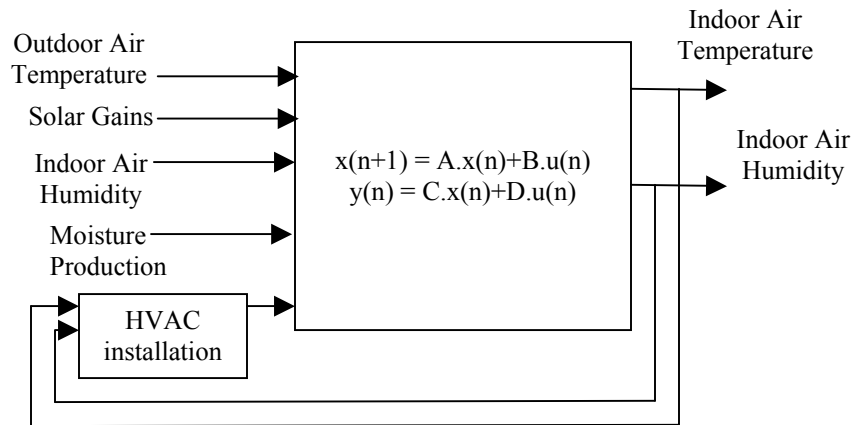 Outdoor Air
Temperature
Solar Gains
Indoor Air
Humidity
Moisture
Production
HVAC
installation
x(n+1) = A.x(n)+B.u(n)
y(n) = C.x(n)+D.u(n)
Indoor Air
Temperature
Indoor Air
Humidity